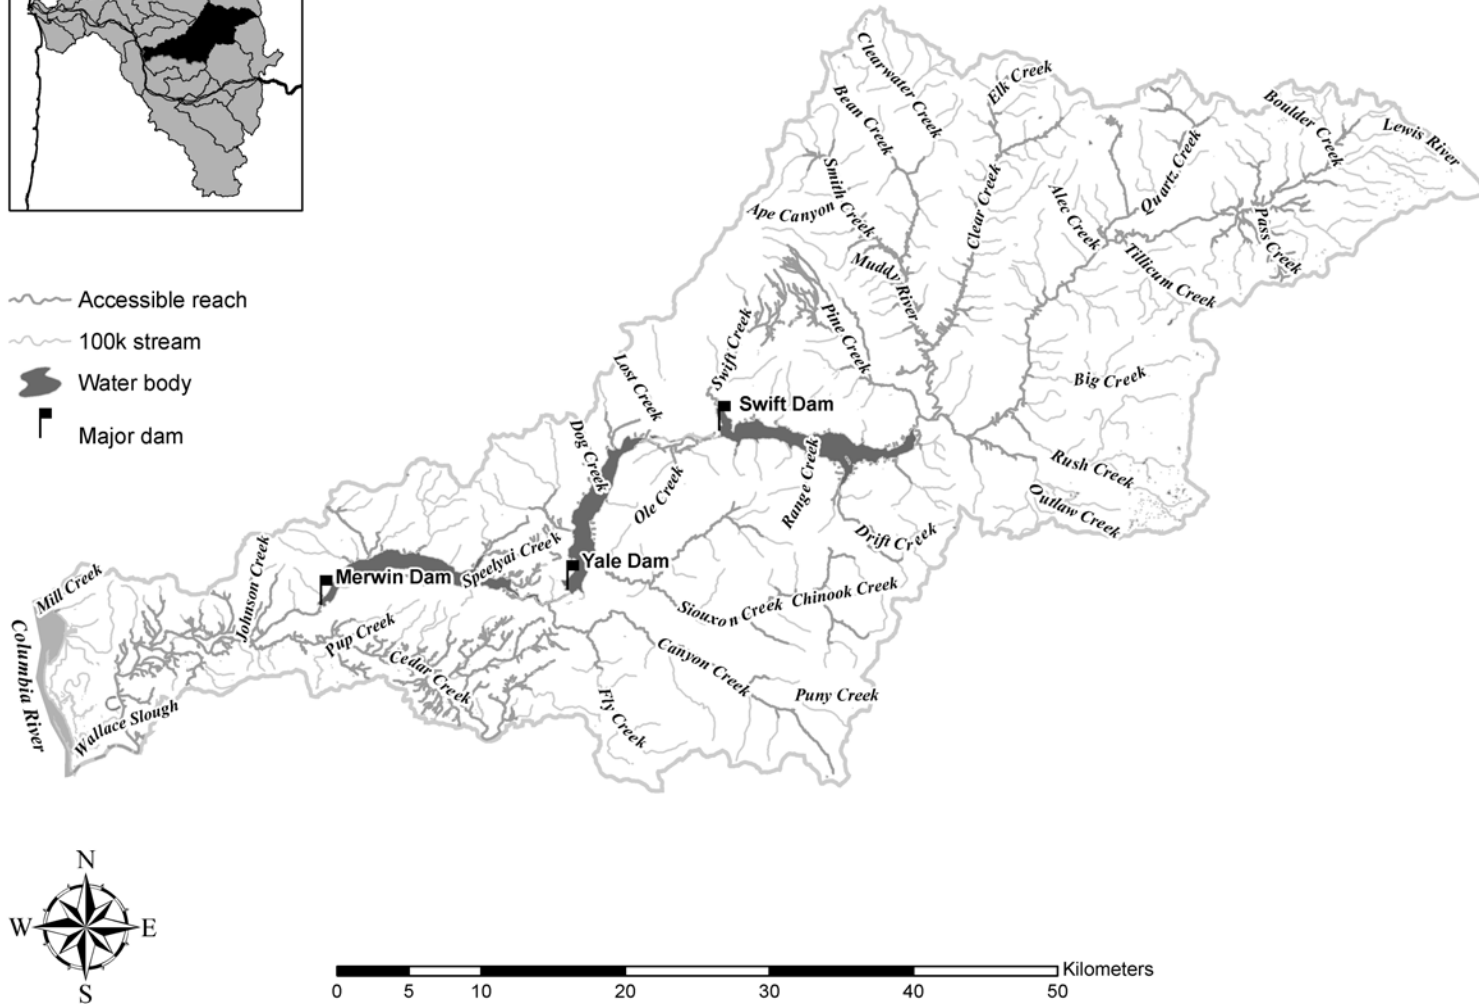 Clearwater Creek
Elk Creek
Bean Creek
Boulder Creek
Lewis River
Smith Creek
Quartz Creek
Clear Creek
Ape Canyon
Alec Creek
Pass Creek
Muddy River
Tillicum Creek
Accessible reach
100k stream
Water body
Major dam
Swift Creek
Pine Creek
Lost Creek
Big Creek
Swift Dam
Dog Creek
Range Creek
Rush Creek
Ole Creek
Outlaw Creek
Drift Creek
Speelyai Creek
Yale Dam
Merwin Dam
Mill Creek
Johnson Creek
Siouxon Creek
Chinook Creek
Pup Creek
Columbia River
Cedar Creek
Canyon Creek
Puny Creek
Wallace Slough
Fly Creek
N
W
E
S
Kilometers
0 5 10 20 30 40 50